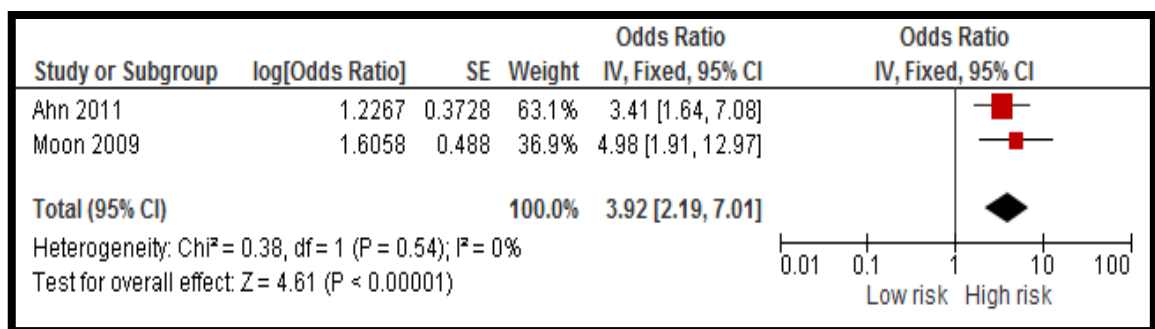 Odds Ratio Odds Ratio
Study or Subgroup log[Odds Ratio] SE Weight IV, Fixed, 95% CI IV, Fixed, 95% CI
Ahn 2011 1.2267 0.3728 63.1% 3.41 [1.64, 7.08]
Moon 2009 1.6058 0.488 36.9% 4.98 [1.91, 12.97]
Total (95% CI) 100.0% 3.92 [2.19, 7.01]
Heterogeneity: Chi² = 0.38, df = 1 (P = 0.54); I² = 0%
Test for overall effect: Z = 4.61 (P < 0.00001)
0.01 0.1 1 10 100
Low risk High risk